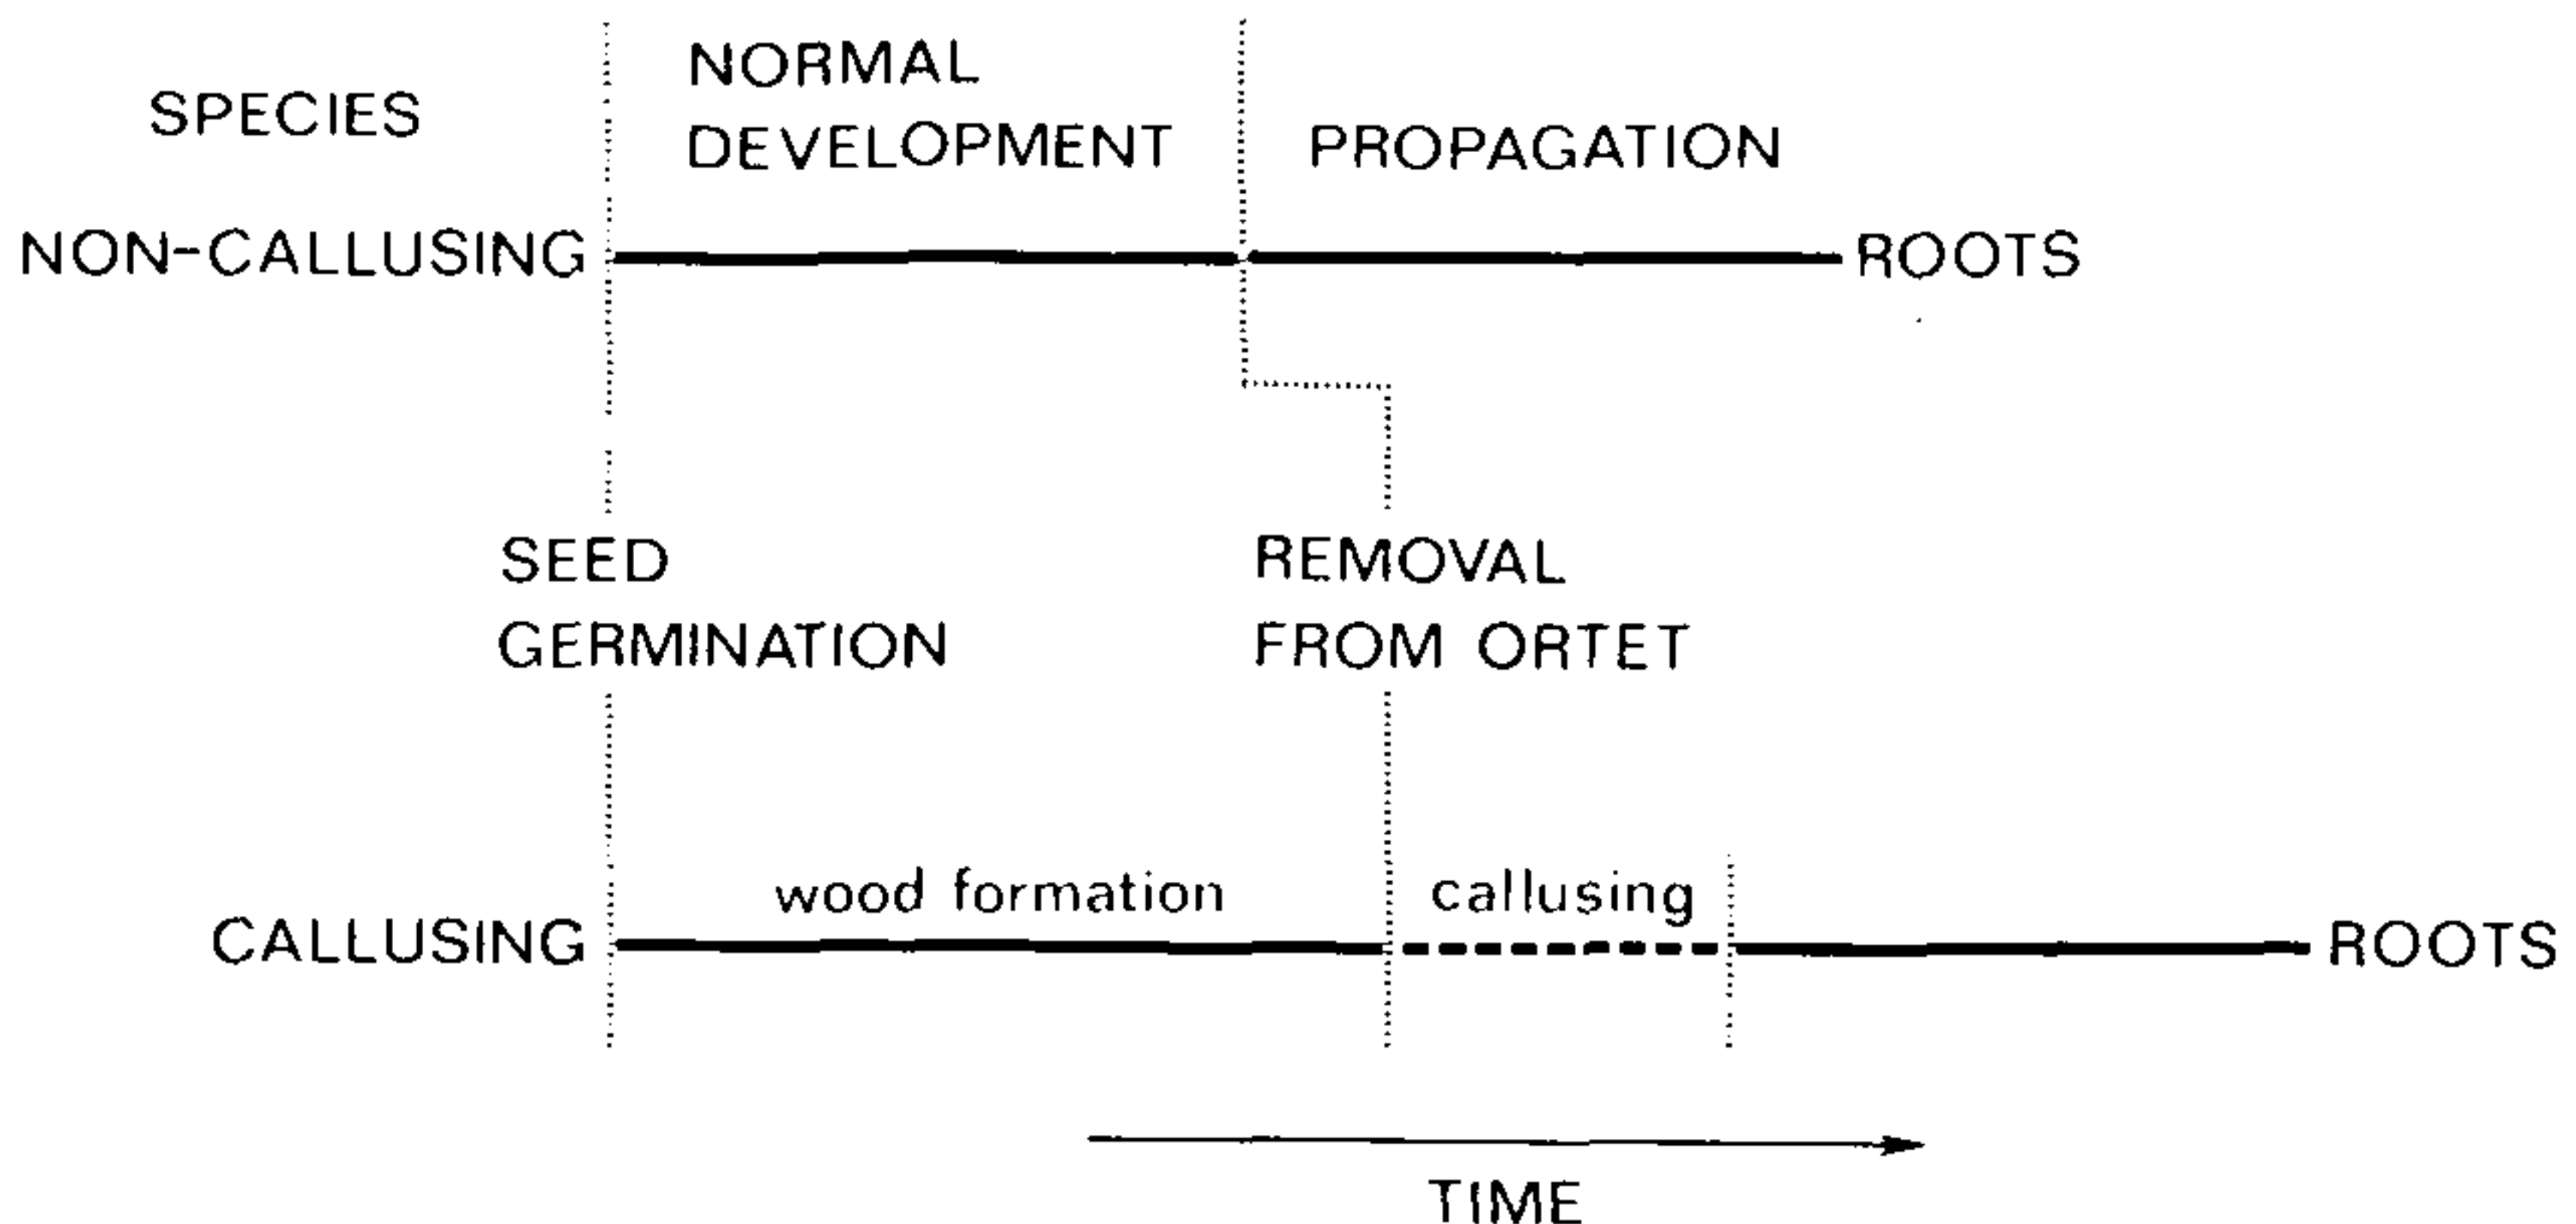 SPECIES
NORMAL
DEVELOPMENT
PROPAGATION
NON-CALLUSING
ROOTS
SEED
GERMINATION
REMOVAL
FROM ORTET
wood formation
callusing
CALLUSING
ROOTS
TIME